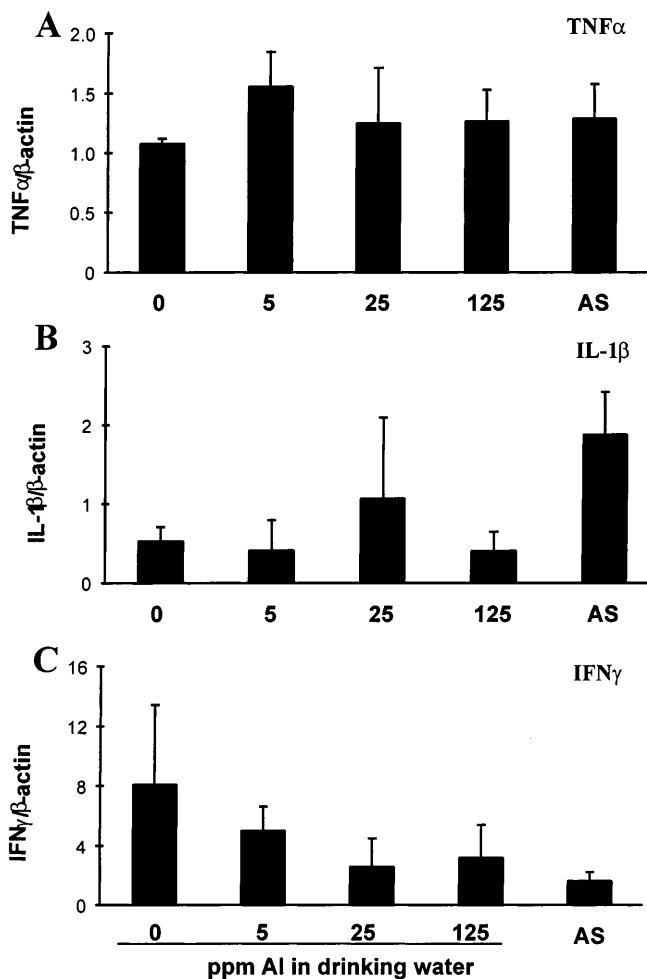 A
TNFα
TNFα/β-actin
2.0
1.5
1.0
0.5
0
0 5 25 125 AS
B
IL-1β
IL-1β/β-actin
3
2
1
0
0 5 25 125 AS
C
IFNγ
IFNγ/β-actin
16
12
8
4
0
0 5 25 125 AS
ppm Al in drinking water